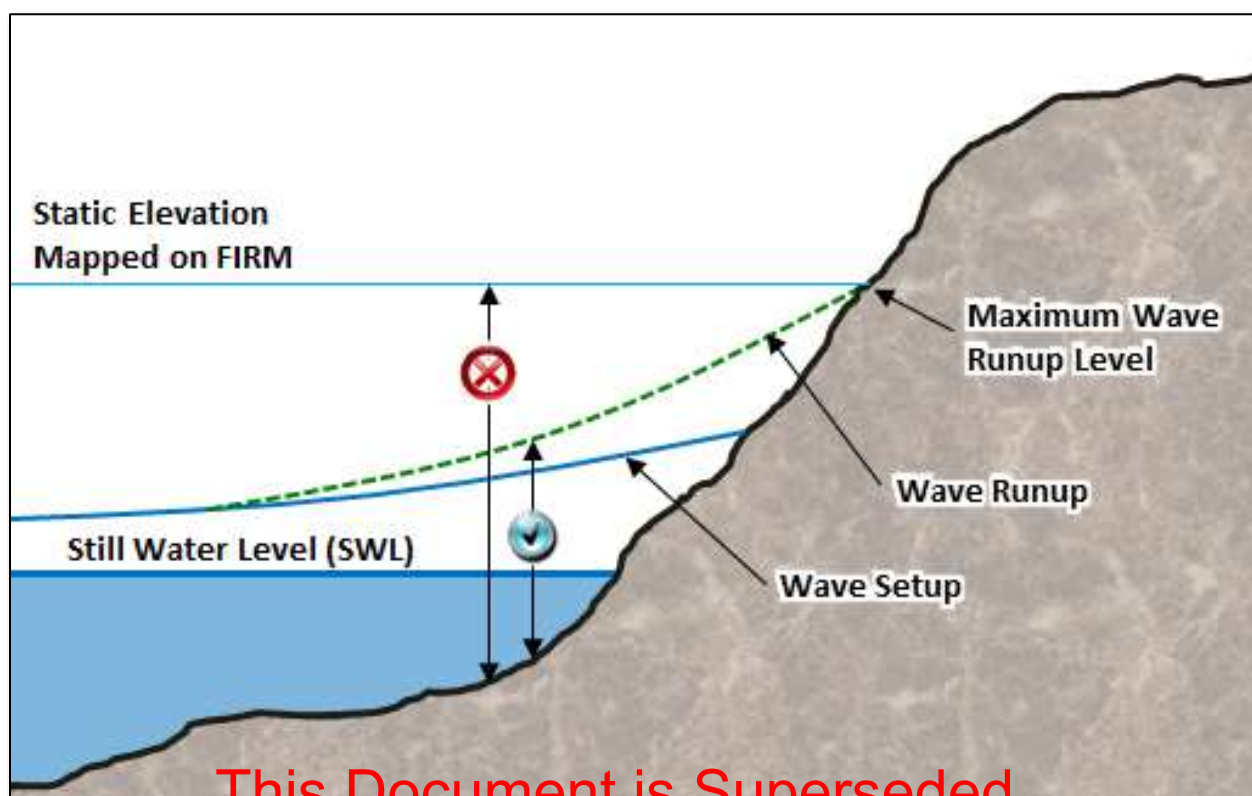 Static Elevation
Mapped on FIRM
Maximum Wave
Runup Level
Wave Runup
Still Water Level (SWL)
Wave Setup
This Document is Superseded.